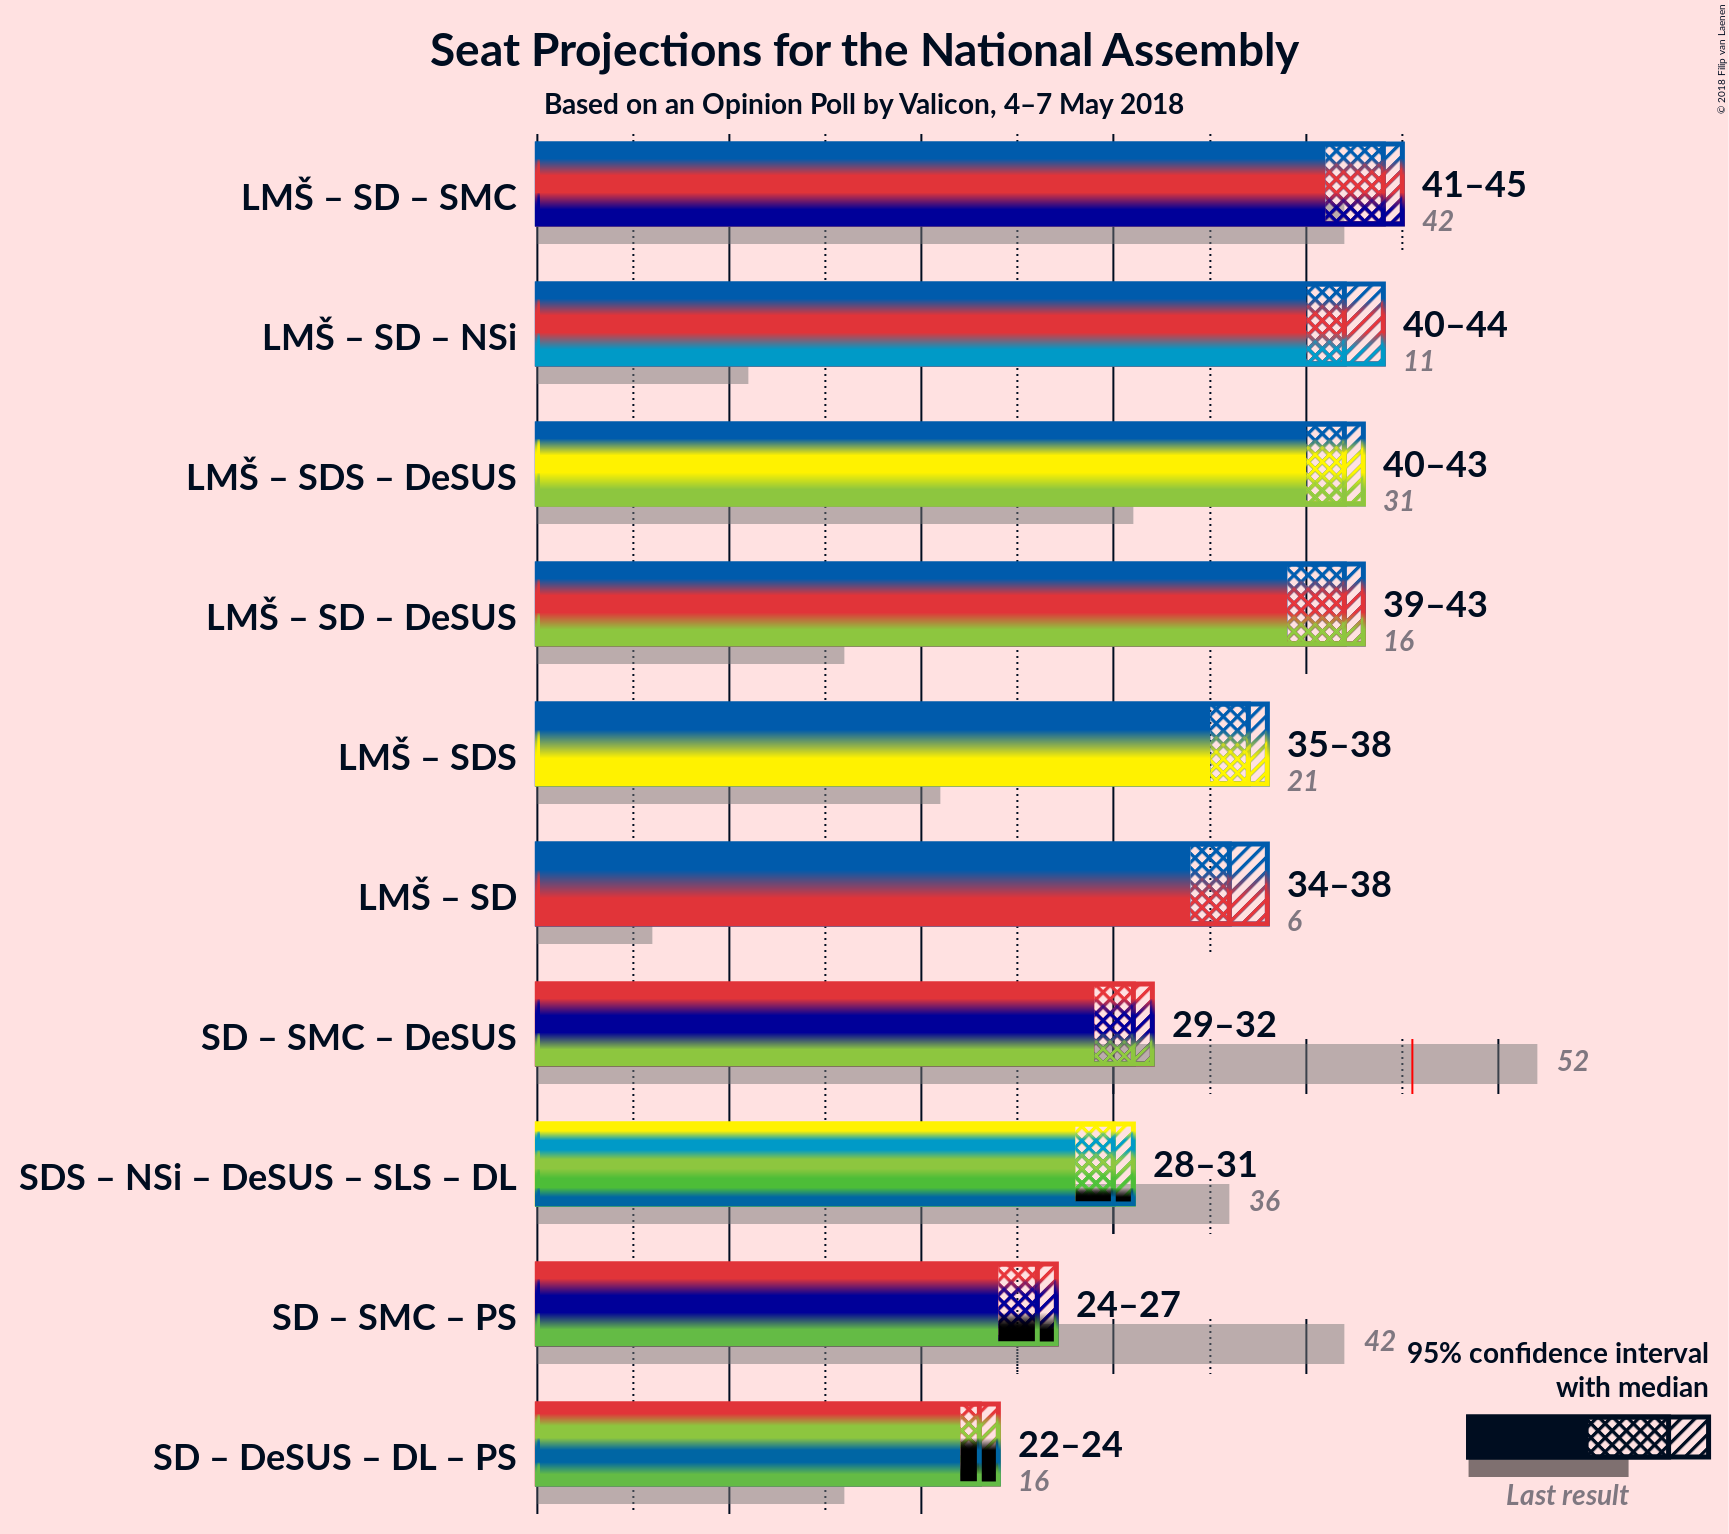 Seat Projections for the National Assembly
Based on an Opinion Poll by Valicon, 4–7 May 2018
© 2018 Filip van Laenen
LMŠ – SD – SMC
41–45
42
LMŠ – SD – NSi
40–44
11
LMŠ – SDS – DeSUS
40–43
31
LMŠ – SD – DeSUS
39–43
16
LMŠ – SDS
35–38
21
LMŠ – SD
34–38
6
SD – SMC – DeSUS
29–32
52
SDS – NSi – DeSUS – SLS – DL
28–31
36
SD – SMC – PS
24–27
42
SD – DeSUS – DL – PS
22–24
16
95% confidence interval
with median
Last result